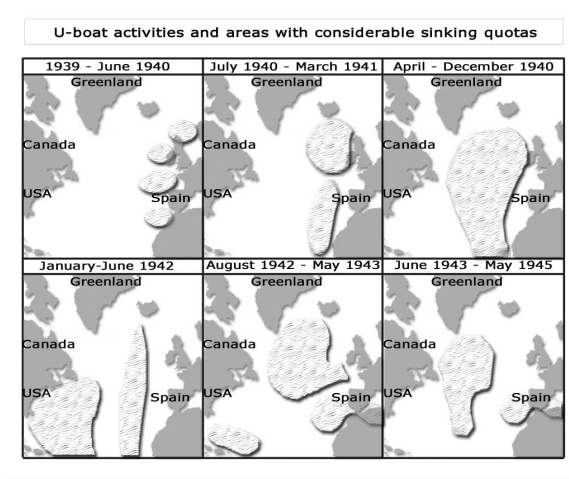 U-boat activities and areas with considerable sinking quotas
1939 - June 1940
Greenland
Canada
USA
Spain
July 1940 - March 1941
Greenland
Canada
USA
Spain
April - December 1940
Greenland
Canada
USA
Spain
January-June 1942
Greenland
Canada
USA
Spain
August 1942 - May 1943
Greenland
Canada
USA
Spain
June 1943 - May 1945
Greenland
Canada
USA
Spain